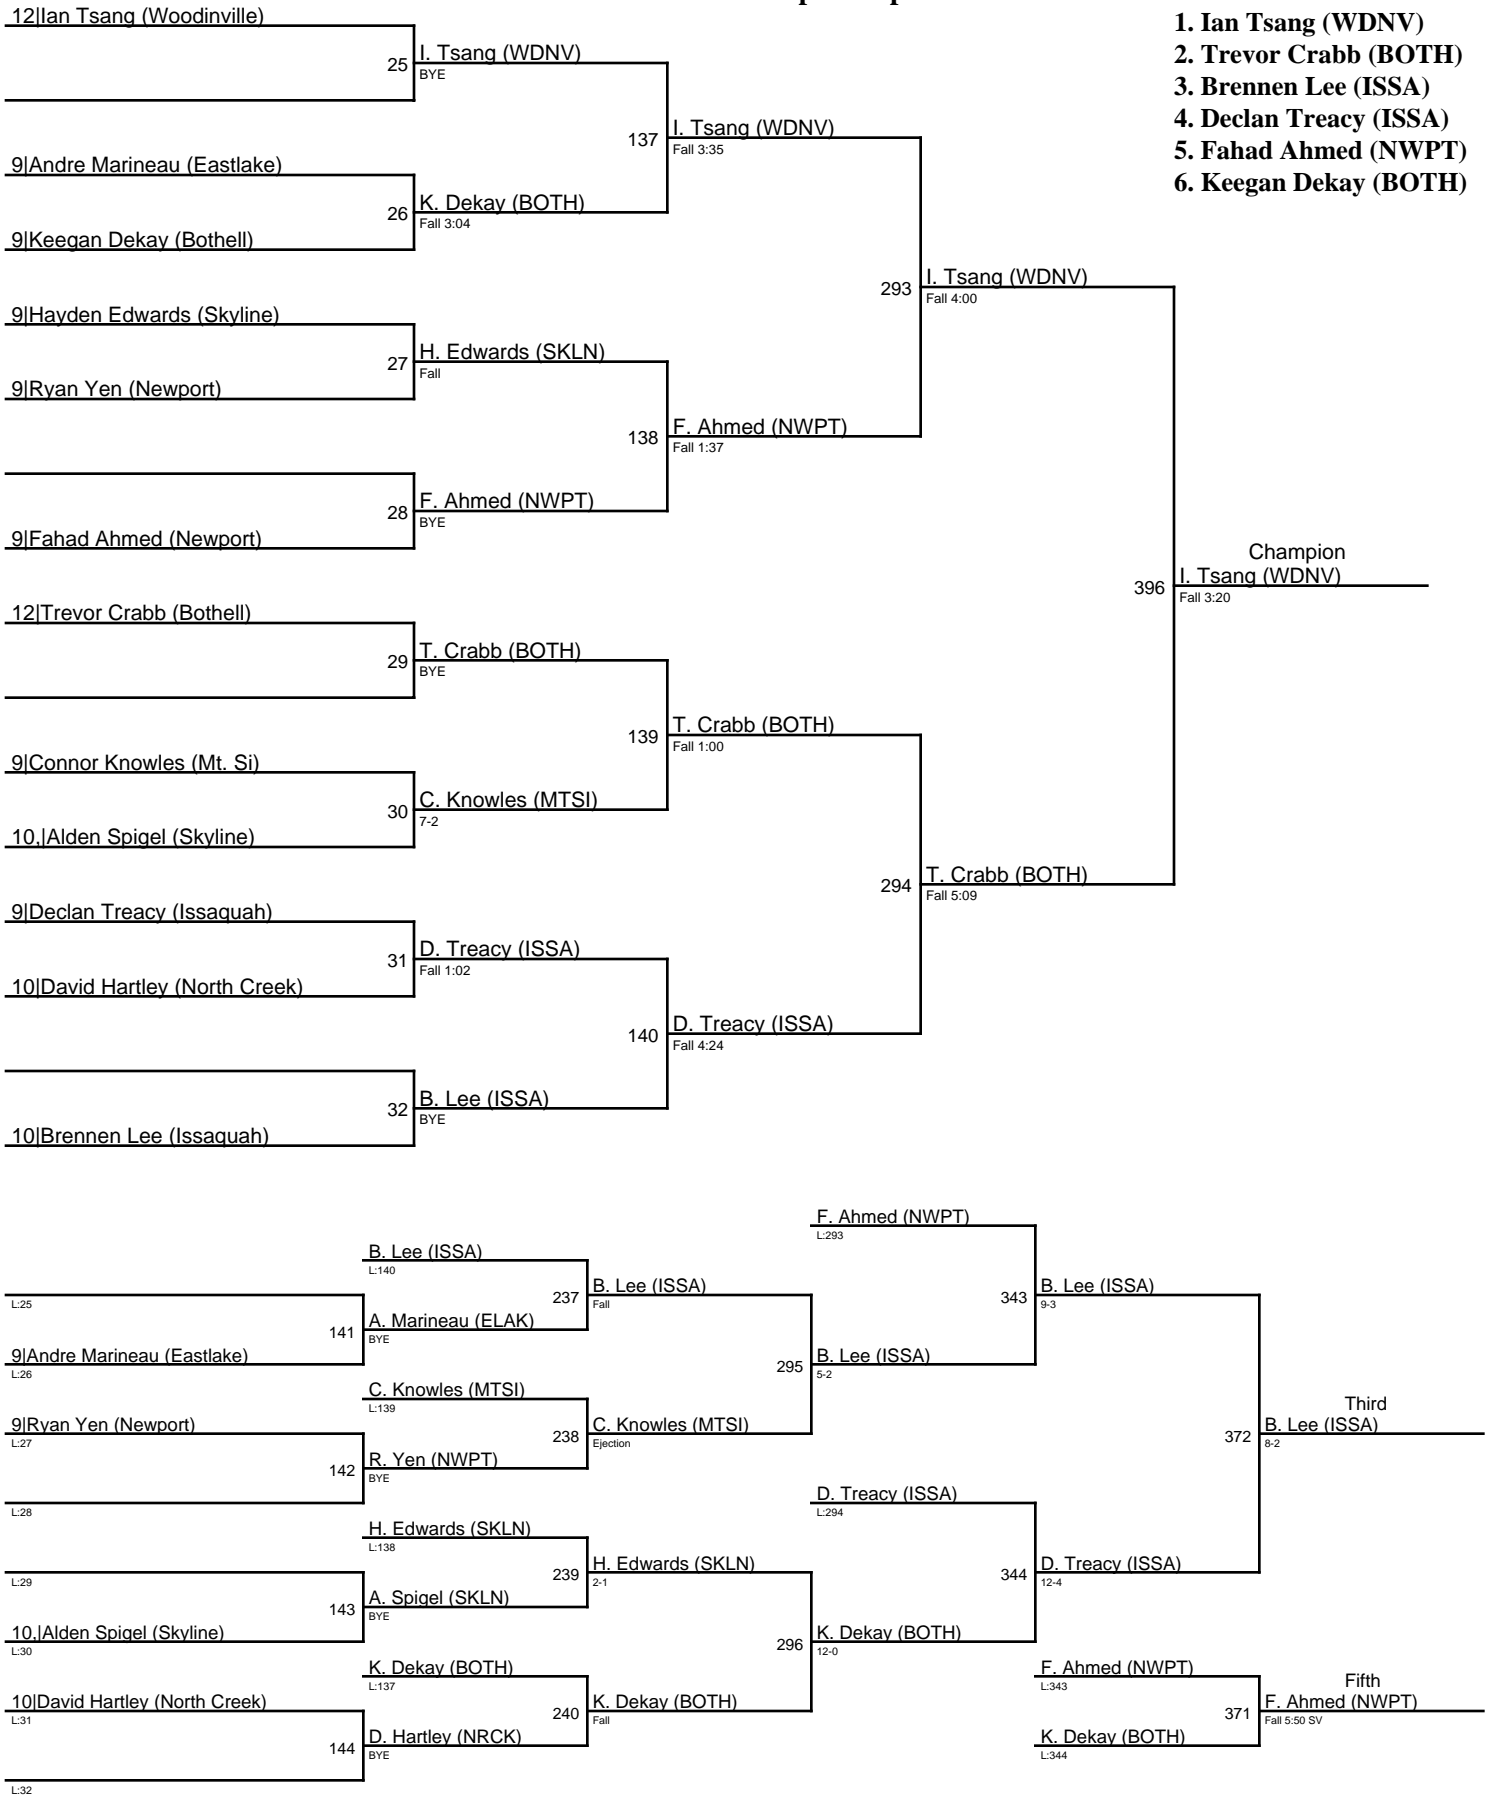 12|Ian Tsang (Woodinville)
25
I. Tsang (WDNV)
BYE
137
I. Tsang (WDNV)
Fall 3:35
9|Andre Marineau (Eastlake)
26
K. Dekay (BOTH)
Fall 3:04
9|Keegan Dekay (Bothell)
293
I. Tsang (WDNV)
Fall 4:00
9|Hayden Edwards (Skyline)
27
H. Edwards (SKLN)
Fall
9|Ryan Yen (Newport)
138
F. Ahmed (NWPT)
Fall 1:37
28
F. Ahmed (NWPT)
BYE
9|Fahad Ahmed (Newport)
396
Champion
I. Tsang (WDNV)
Fall 3:20
12|Trevor Crabb (Bothell)
29
T. Crabb (BOTH)
BYE
139
T. Crabb (BOTH)
Fall 1:00
9|Connor Knowles (Mt. Si)
30
C. Knowles (MTSI)
7-2
10,|Alden Spigel (Skyline)
294
T. Crabb (BOTH)
Fall 5:09
9|Declan Treacy (Issaquah)
31
D. Treacy (ISSA)
Fall 1:02
10|David Hartley (North Creek)
140
D. Treacy (ISSA)
Fall 4:24
32
B. Lee (ISSA)
BYE
10|Brennen Lee (Issaquah)
1. Ian Tsang (WDNV)
2. Trevor Crabb (BOTH)
3. Brennen Lee (ISSA)
4. Declan Treacy (ISSA)
5. Fahad Ahmed (NWPT)
6. Keegan Dekay (BOTH)
F. Ahmed (NWPT)
L:293
B. Lee (ISSA)
L:140
L:25
237
B. Lee (ISSA)
Fall
343
B. Lee (ISSA)
9-3
141
A. Marineau (ELAK)
BYE
9|Andre Marineau (Eastlake)
L:26
295
B. Lee (ISSA)
5-2
C. Knowles (MTSI)
L:139
9|Ryan Yen (Newport)
L:27
238
C. Knowles (MTSI)
Ejection
372
Third
B. Lee (ISSA)
8-2
142
R. Yen (NWPT)
BYE
L:28
D. Treacy (ISSA)
L:294
H. Edwards (SKLN)
L:138
L:29
239
H. Edwards (SKLN)
2-1
344
D. Treacy (ISSA)
12-4
143
A. Spigel (SKLN)
BYE
10,|Alden Spigel (Skyline)
L:30
296
K. Dekay (BOTH)
12-0
K. Dekay (BOTH)
L:137
F. Ahmed (NWPT)
L:343
10|David Hartley (North Creek)
L:31
240
K. Dekay (BOTH)
Fall
371
Fifth
F. Ahmed (NWPT)
Fall 5:50 SV
144
D. Hartley (NRCK)
BYE
K. Dekay (BOTH)
L:344
L:32